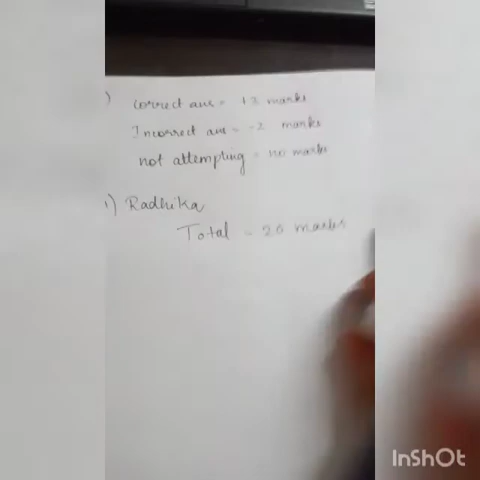 ) Correct ans = +3 marks
Incorrect ans = -2 marks
not attempting = no marks
i) Radhika
Total = 20 marks
InShOt